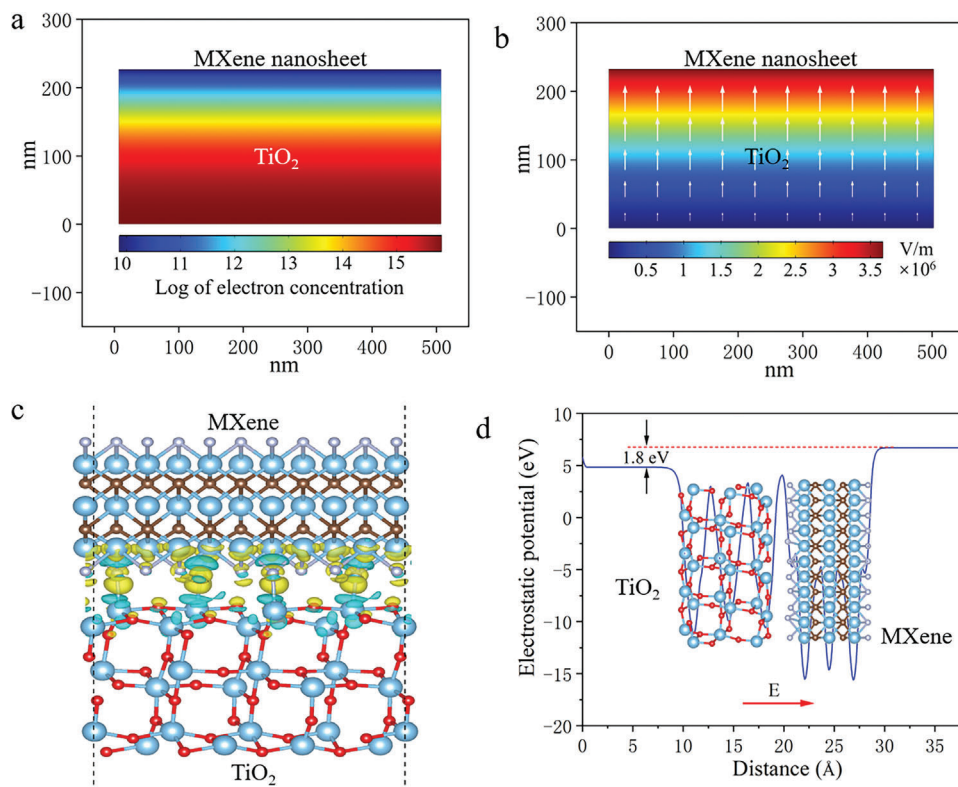 a
300
200
100
0
−100
nm
MXene nanosheet
TiO2
10 11 12 13 14 15
Log of electron concentration
0 100 200 300 400 500
nm
b
300
200
100
0
−100
nm
MXene nanosheet
TiO2
0.5 1 1.5 2 2.5 3 3.5
V/m
×10⁶
0 100 200 300 400 500
nm
c
MXene
TiO2
d
10
5
0
−5
−10
−15
−20
Electrostatic potential (eV)
1.8 eV
TiO2
MXene
E
0 5 10 15 20 25 30 35
Distance (Å)